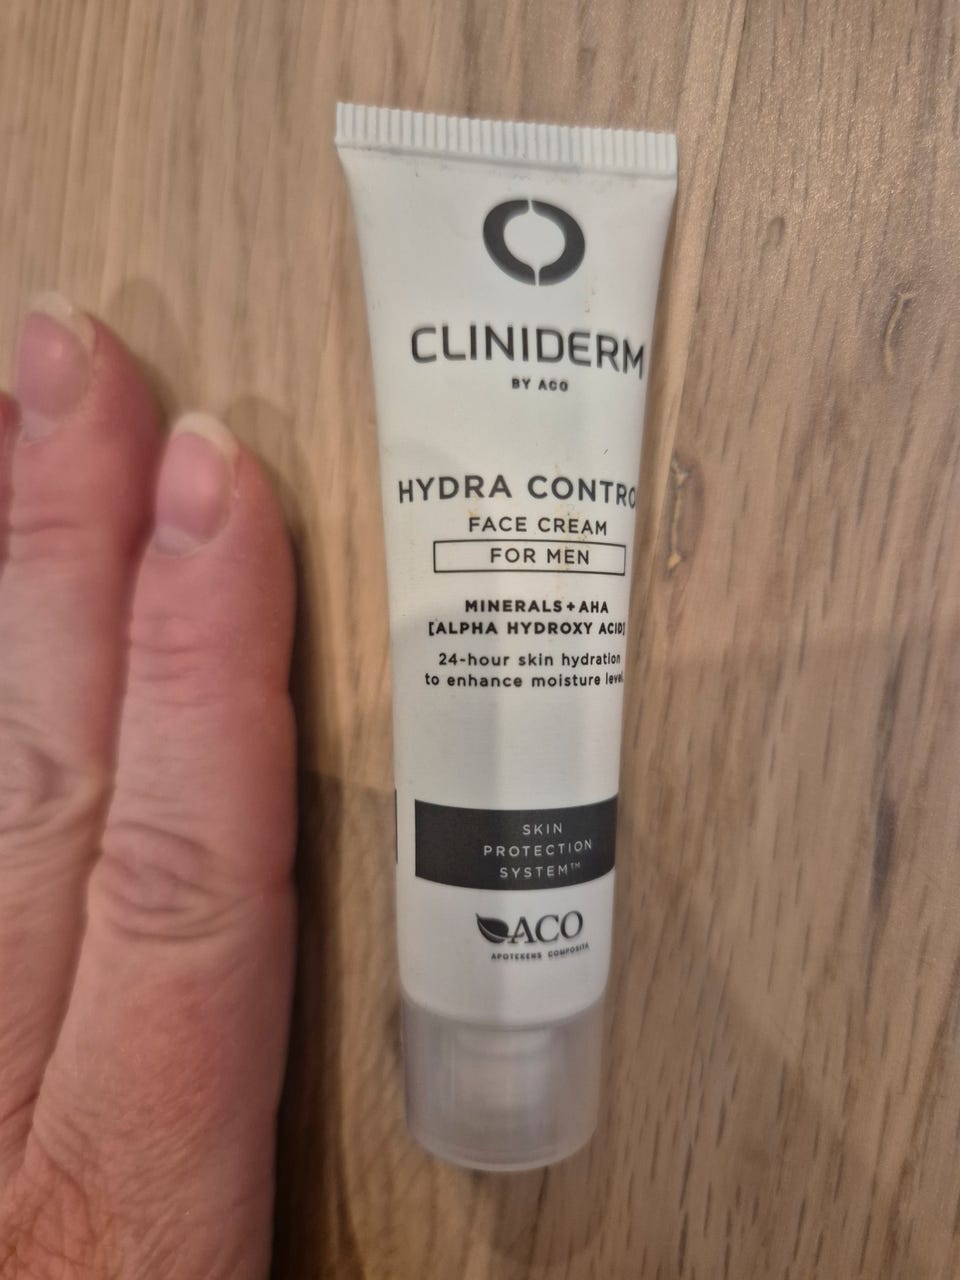 CLINIDERM
BY ACO
HYDRA CONTRO
FACE CREAM
FOR MEN
MINERALS + AHA
[ALPHA HYDROXY ACID]
24-hour skin hydration
to enhance moisture level
SKIN
PROTECTION
SYSTEM™
ACO
APOTEKENS COMPOSITA